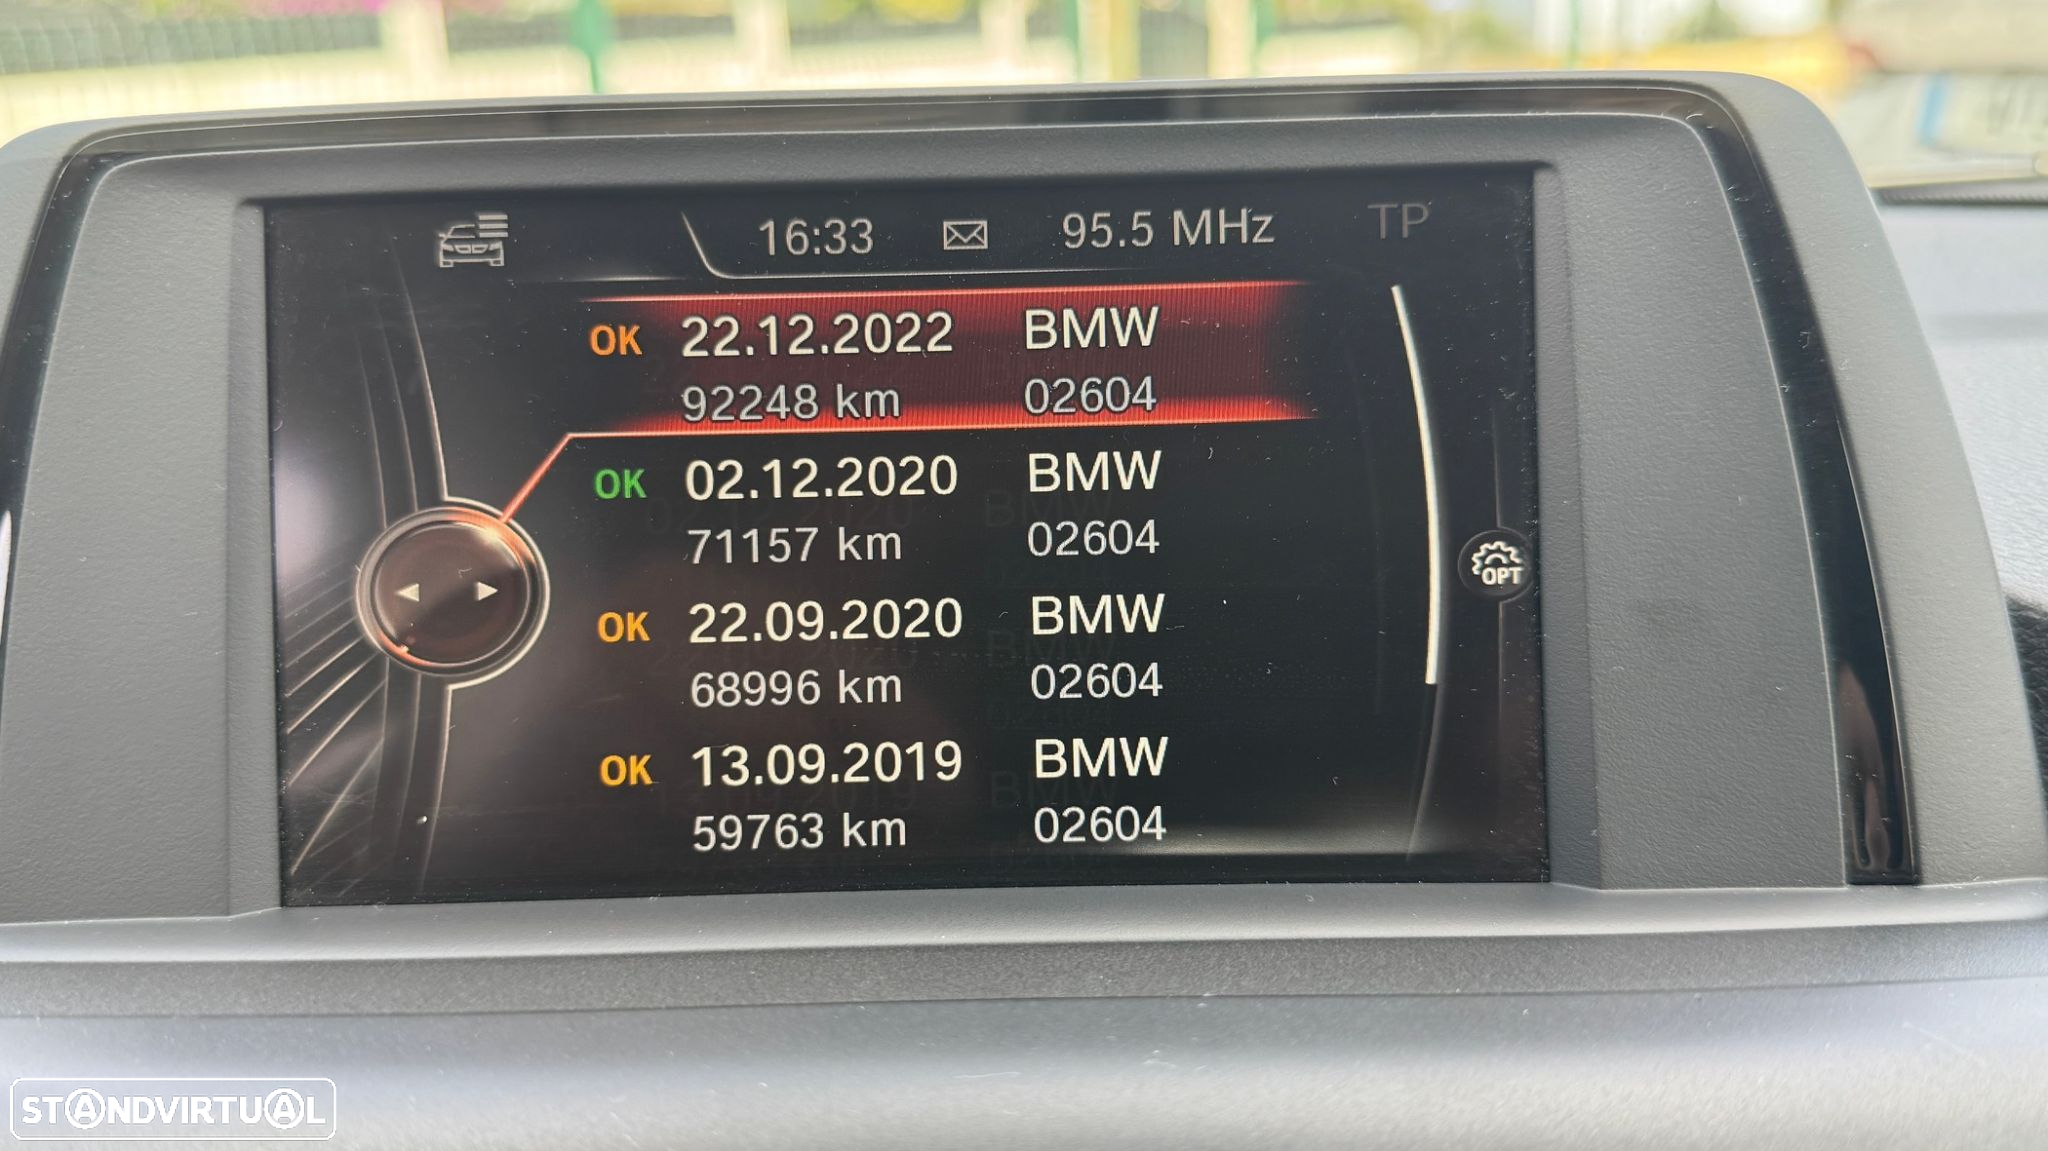 16:33 95.5 MHz TP
OK 22.12.2022 BMW
92248 km 02604
OK 02.12.2020 BMW
71157 km 02604
OPT
OK 22.09.2020 BMW
68996 km 02604
OK 13.09.2019 BMW
59763 km 02604
STANDVIRTUAL